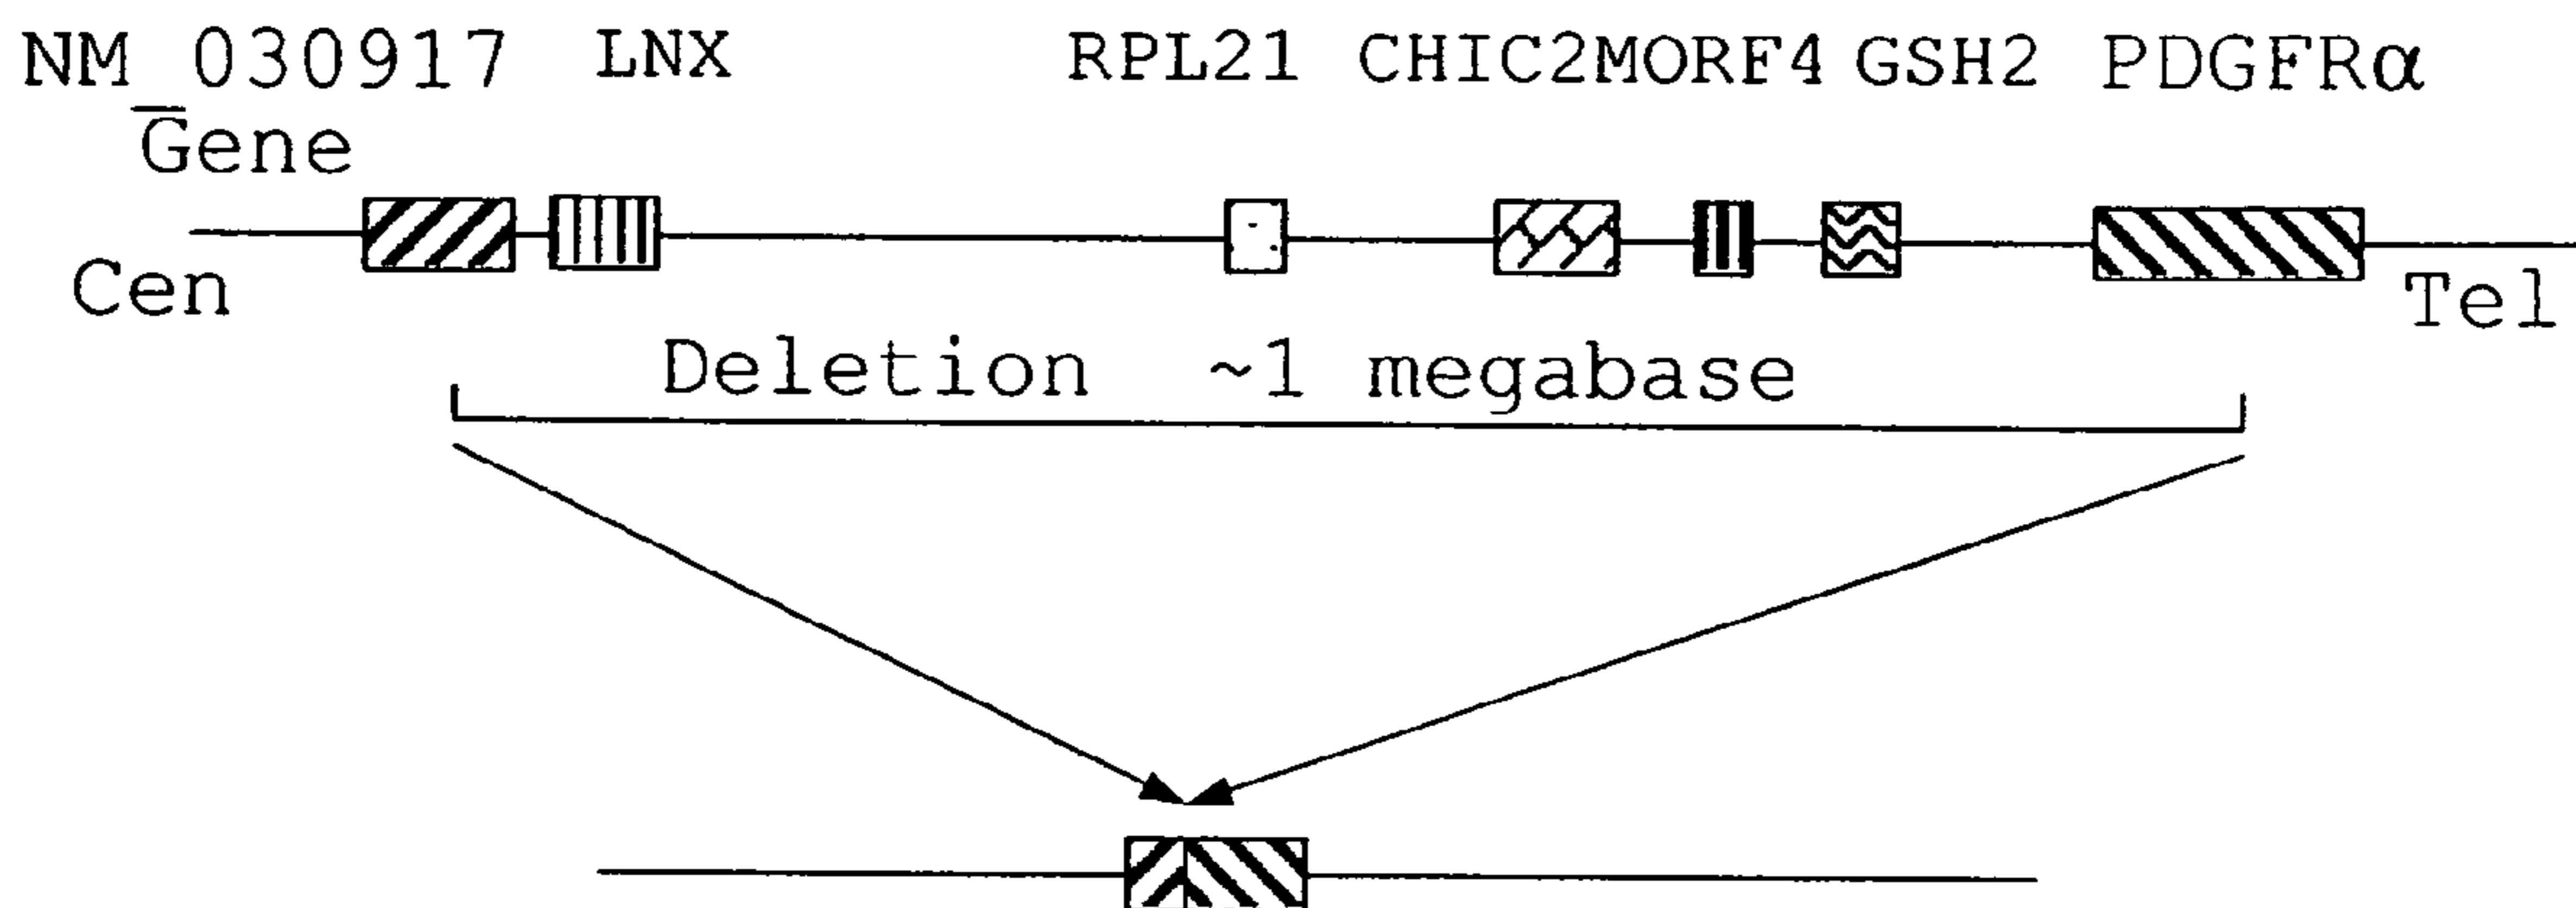 NM_030917 LNX RPL21 CHIC2MORF4 GSH2 PDGFRα
Gene
Cen
Tel
Deletion ~1 megabase